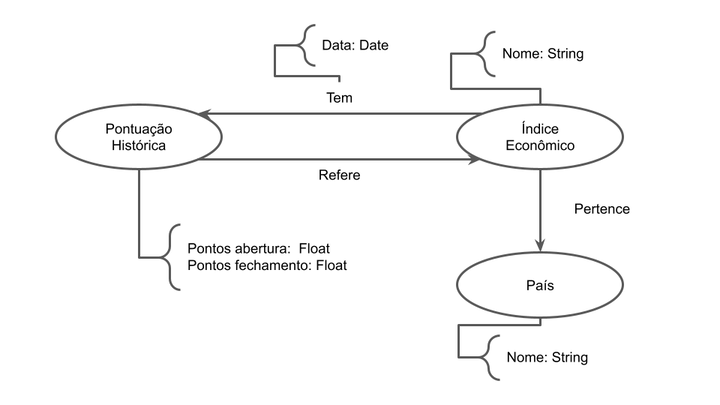 Data: Date
Nome: String
Tem
Pontuação
Histórica
Índice
Econômico
Refere
Pertence
Pontos abertura:  Float
Pontos fechamento: Float
País
Nome: String